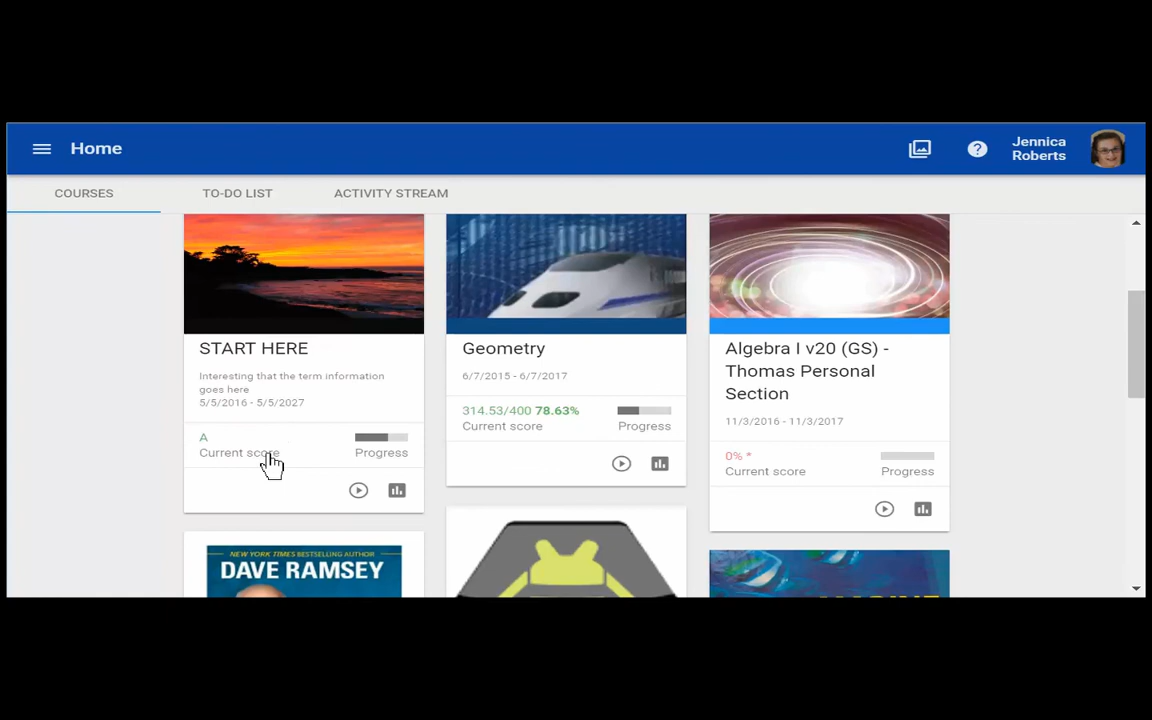 Home
Jennica
Roberts
COURSES
TO-DO LIST
ACTIVITY STREAM
START HERE
Interesting that the term information
goes here
5/5/2016 - 5/5/2027
A
Current score
Progress
Geometry
6/7/2015 - 6/7/2017
314.53/400 78.63%
Current score
Progress
Algebra I v20 (GS) -
Thomas Personal
Section
11/3/2016 - 11/3/2017
0% *
Current score
Progress
NEW YORK TIMES BESTSELLING AUTHOR
DAVE RAMSEY